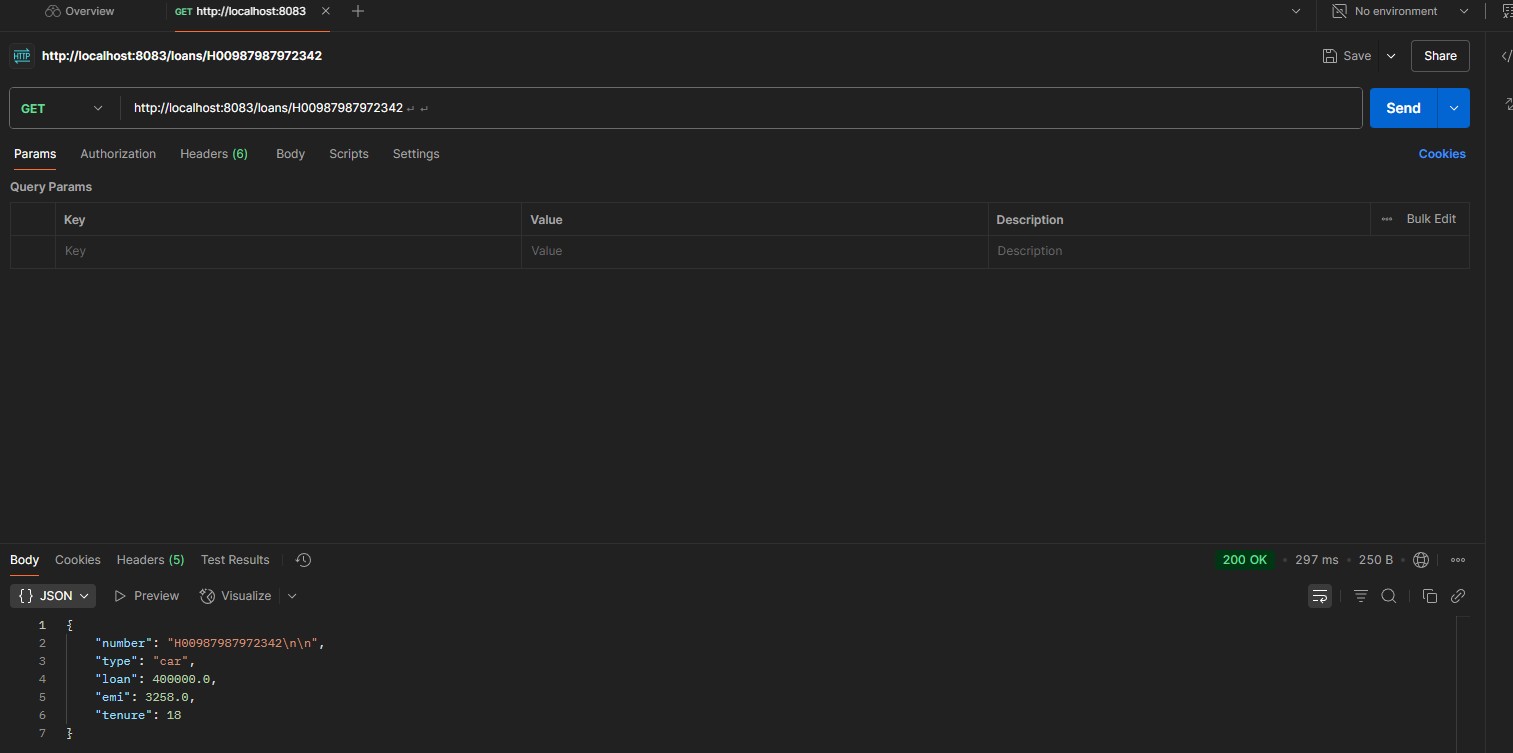 Overview GET http://localhost:8083 No environment
HTTP http://localhost:8083/loans/H00987987972342 Save Share
GET http://localhost:8083/loans/H00987987972342 ↵ ↵ Send
Params Authorization Headers (6) Body Scripts Settings Cookies
Query Params
Key Value Description Bulk Edit
Key Value Description
Body Cookies Headers (5) Test Results 200 OK • 297 ms • 250 B
{} JSON Preview Visualize
1 {
2 "number": "H00987987972342\n\n",
3 "type": "car",
4 "loan": 400000.0,
5 "emi": 3258.0,
6 "tenure": 18
7 }